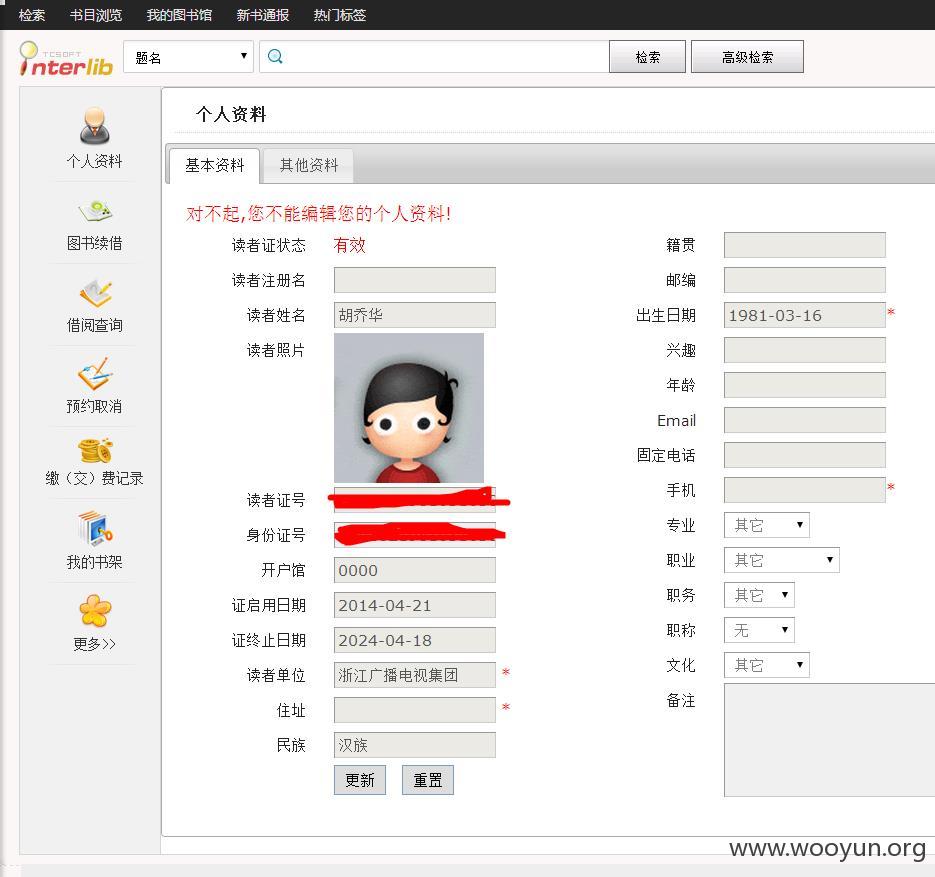 检索 书目浏览 我的图书馆 新书通报 热门标签
TCSOFT
Interlib
题名 检索 高级检索
个人资料
图书续借
借阅查询
预约取消
缴（交）费记录
我的书架
更多>>
个人资料
基本资料 其他资料
对不起,您不能编辑您的个人资料!
读者证状态 有效
读者注册名
读者姓名 胡乔华
读者照片
读者证号
身份证号
开户馆 0000
证启用日期 2014-04-21
证终止日期 2024-04-18
读者单位 浙江广播电视集团 *
住址 *
民族 汉族
更新 重置
籍贯
邮编
出生日期 1981-03-16 *
兴趣
年龄
Email
固定电话
手机 *
专业 其它
职业 其它
职务 其它
职称 无
文化 其它
备注
www.wooyun.org